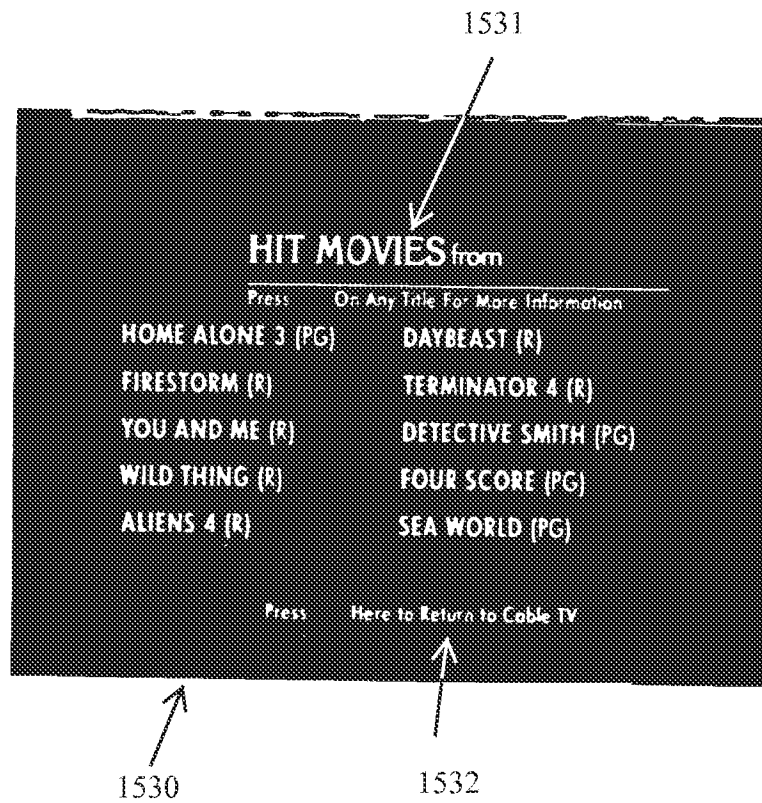 1531
HIT MOVIES from
Press On Any Title For More Information
HOME ALONE 3 (PG) DAYBEAST (R)
FIRESTORM (R) TERMINATOR 4 (R)
YOU AND ME (R) DETECTIVE SMITH (PG)
WILD THING (R) FOUR SCORE (PG)
ALIENS 4 (R) SEA WORLD (PG)
Press Here to Return to Cable TV
1530 1532